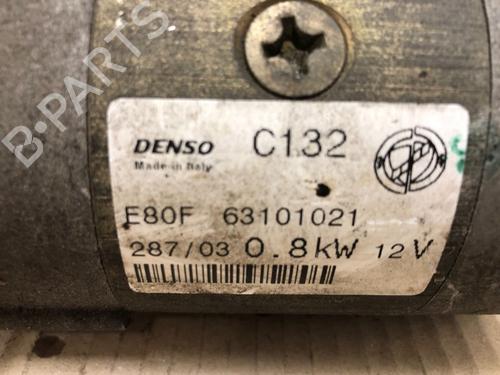 B·PARTS
DENSO C132
Made in Italy
E80F 63101021
287/03 0.8kW 12V